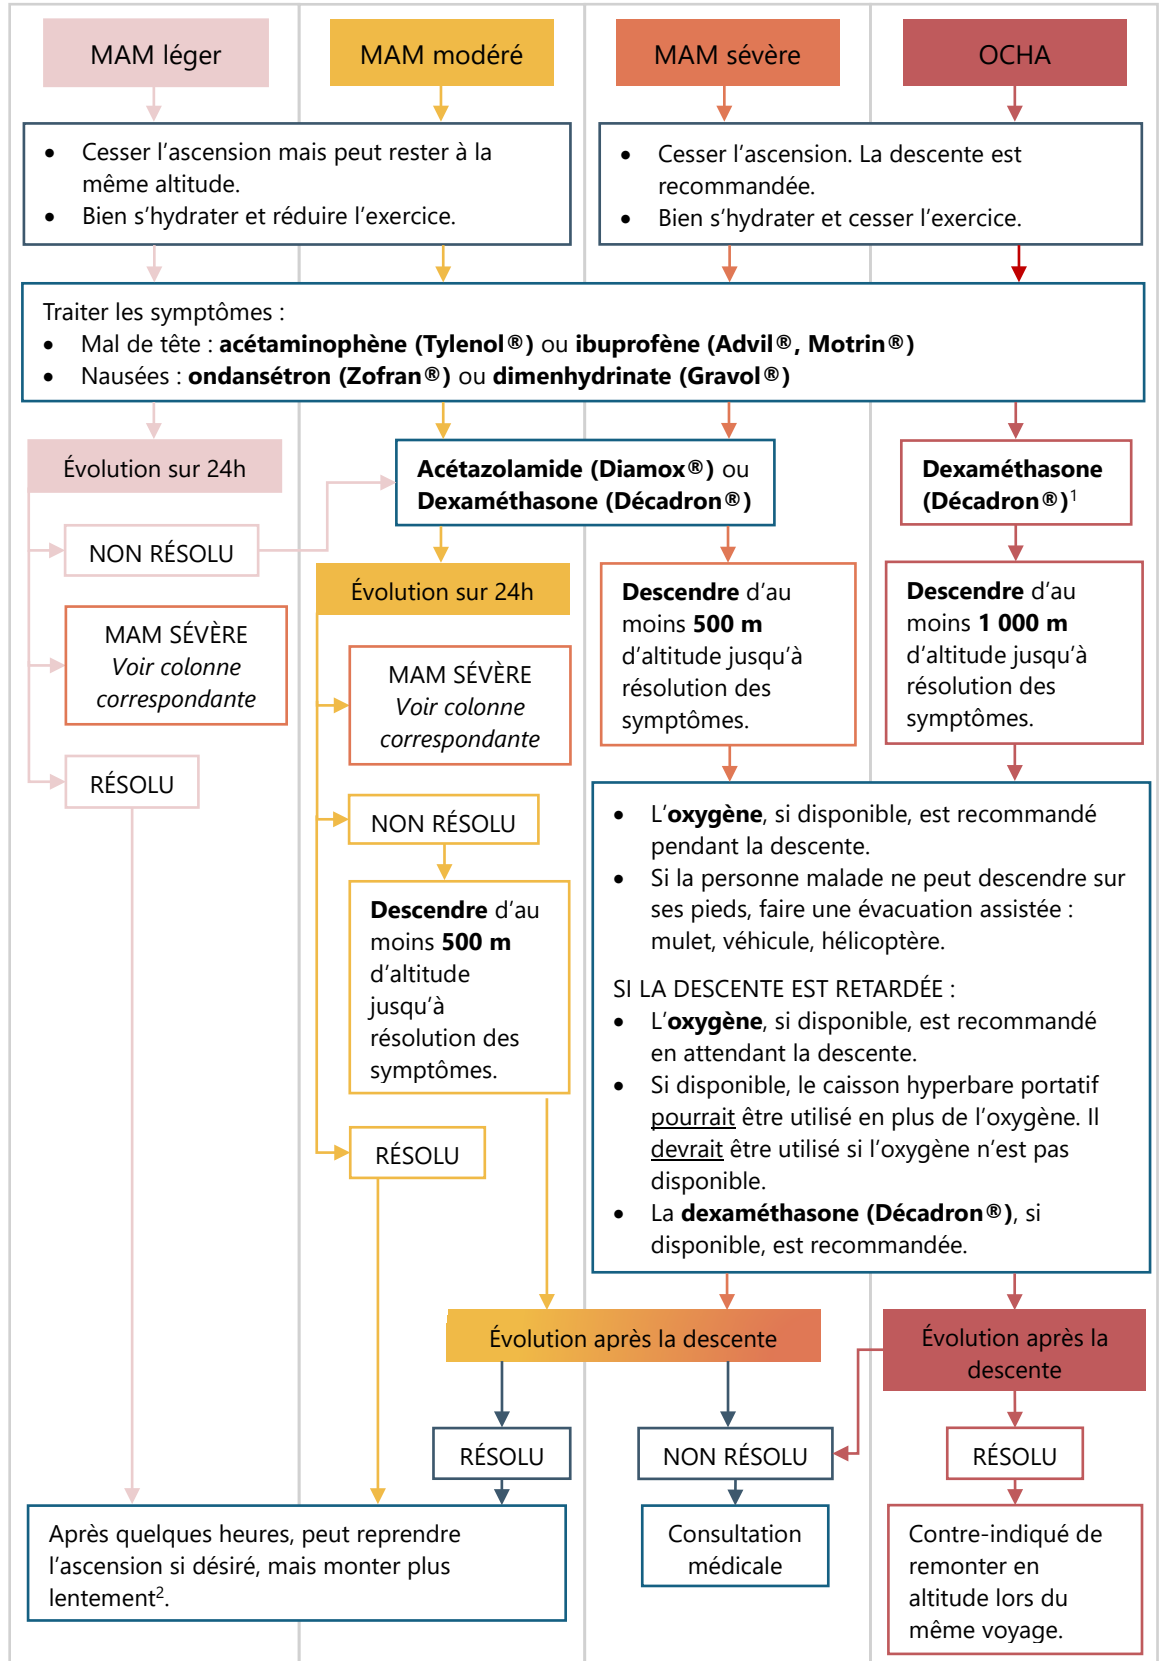 MAM léger
MAM modéré
MAM sévère
OCHA
• Cesser l’ascension mais peut rester à la
même altitude.
• Bien s’hydrater et réduire l’exercice.
• Cesser l’ascension. La descente est
recommandée.
• Bien s’hydrater et cesser l’exercice.
Traiter les symptômes :
• Mal de tête : acétaminophène (Tylenol®) ou ibuprofène (Advil®, Motrin®)
• Nausées : ondansétron (Zofran®) ou dimenhydrinate (Gravol®)
Évolution sur 24h
NON RÉSOLU
MAM SÉVÈRE
Voir colonne
correspondante
RÉSOLU
Acétazolamide (Diamox®) ou
Dexaméthasone (Décadron®)
Évolution sur 24h
MAM SÉVÈRE
Voir colonne
correspondante
NON RÉSOLU
Descendre d’au
moins 500 m
d’altitude
jusqu’à
résolution des
symptômes.
RÉSOLU
Descendre d’au
moins 500 m
d’altitude jusqu’à
résolution des
symptômes.
Dexaméthasone
(Décadron®)1
Descendre d’au
moins 1 000 m
d’altitude jusqu’à
résolution des
symptômes.
• L’oxygène, si disponible, est recommandé
pendant la descente.
• Si la personne malade ne peut descendre sur
ses pieds, faire une évacuation assistée :
mulet, véhicule, hélicoptère.
SI LA DESCENTE EST RETARDÉE :
• L’oxygène, si disponible, est recommandé
en attendant la descente.
• Si disponible, le caisson hyperbare portatif
pourrait être utilisé en plus de l’oxygène. Il
devrait être utilisé si l’oxygène n’est pas
disponible.
• La dexaméthasone (Décadron®), si
disponible, est recommandée.
Évolution après la descente
Évolution après la
descente
RÉSOLU
NON RÉSOLU
RÉSOLU
Après quelques heures, peut reprendre
l’ascension si désiré, mais monter plus
lentement2.
Consultation
médicale
Contre-indiqué de
remonter en
altitude lors du
même voyage.